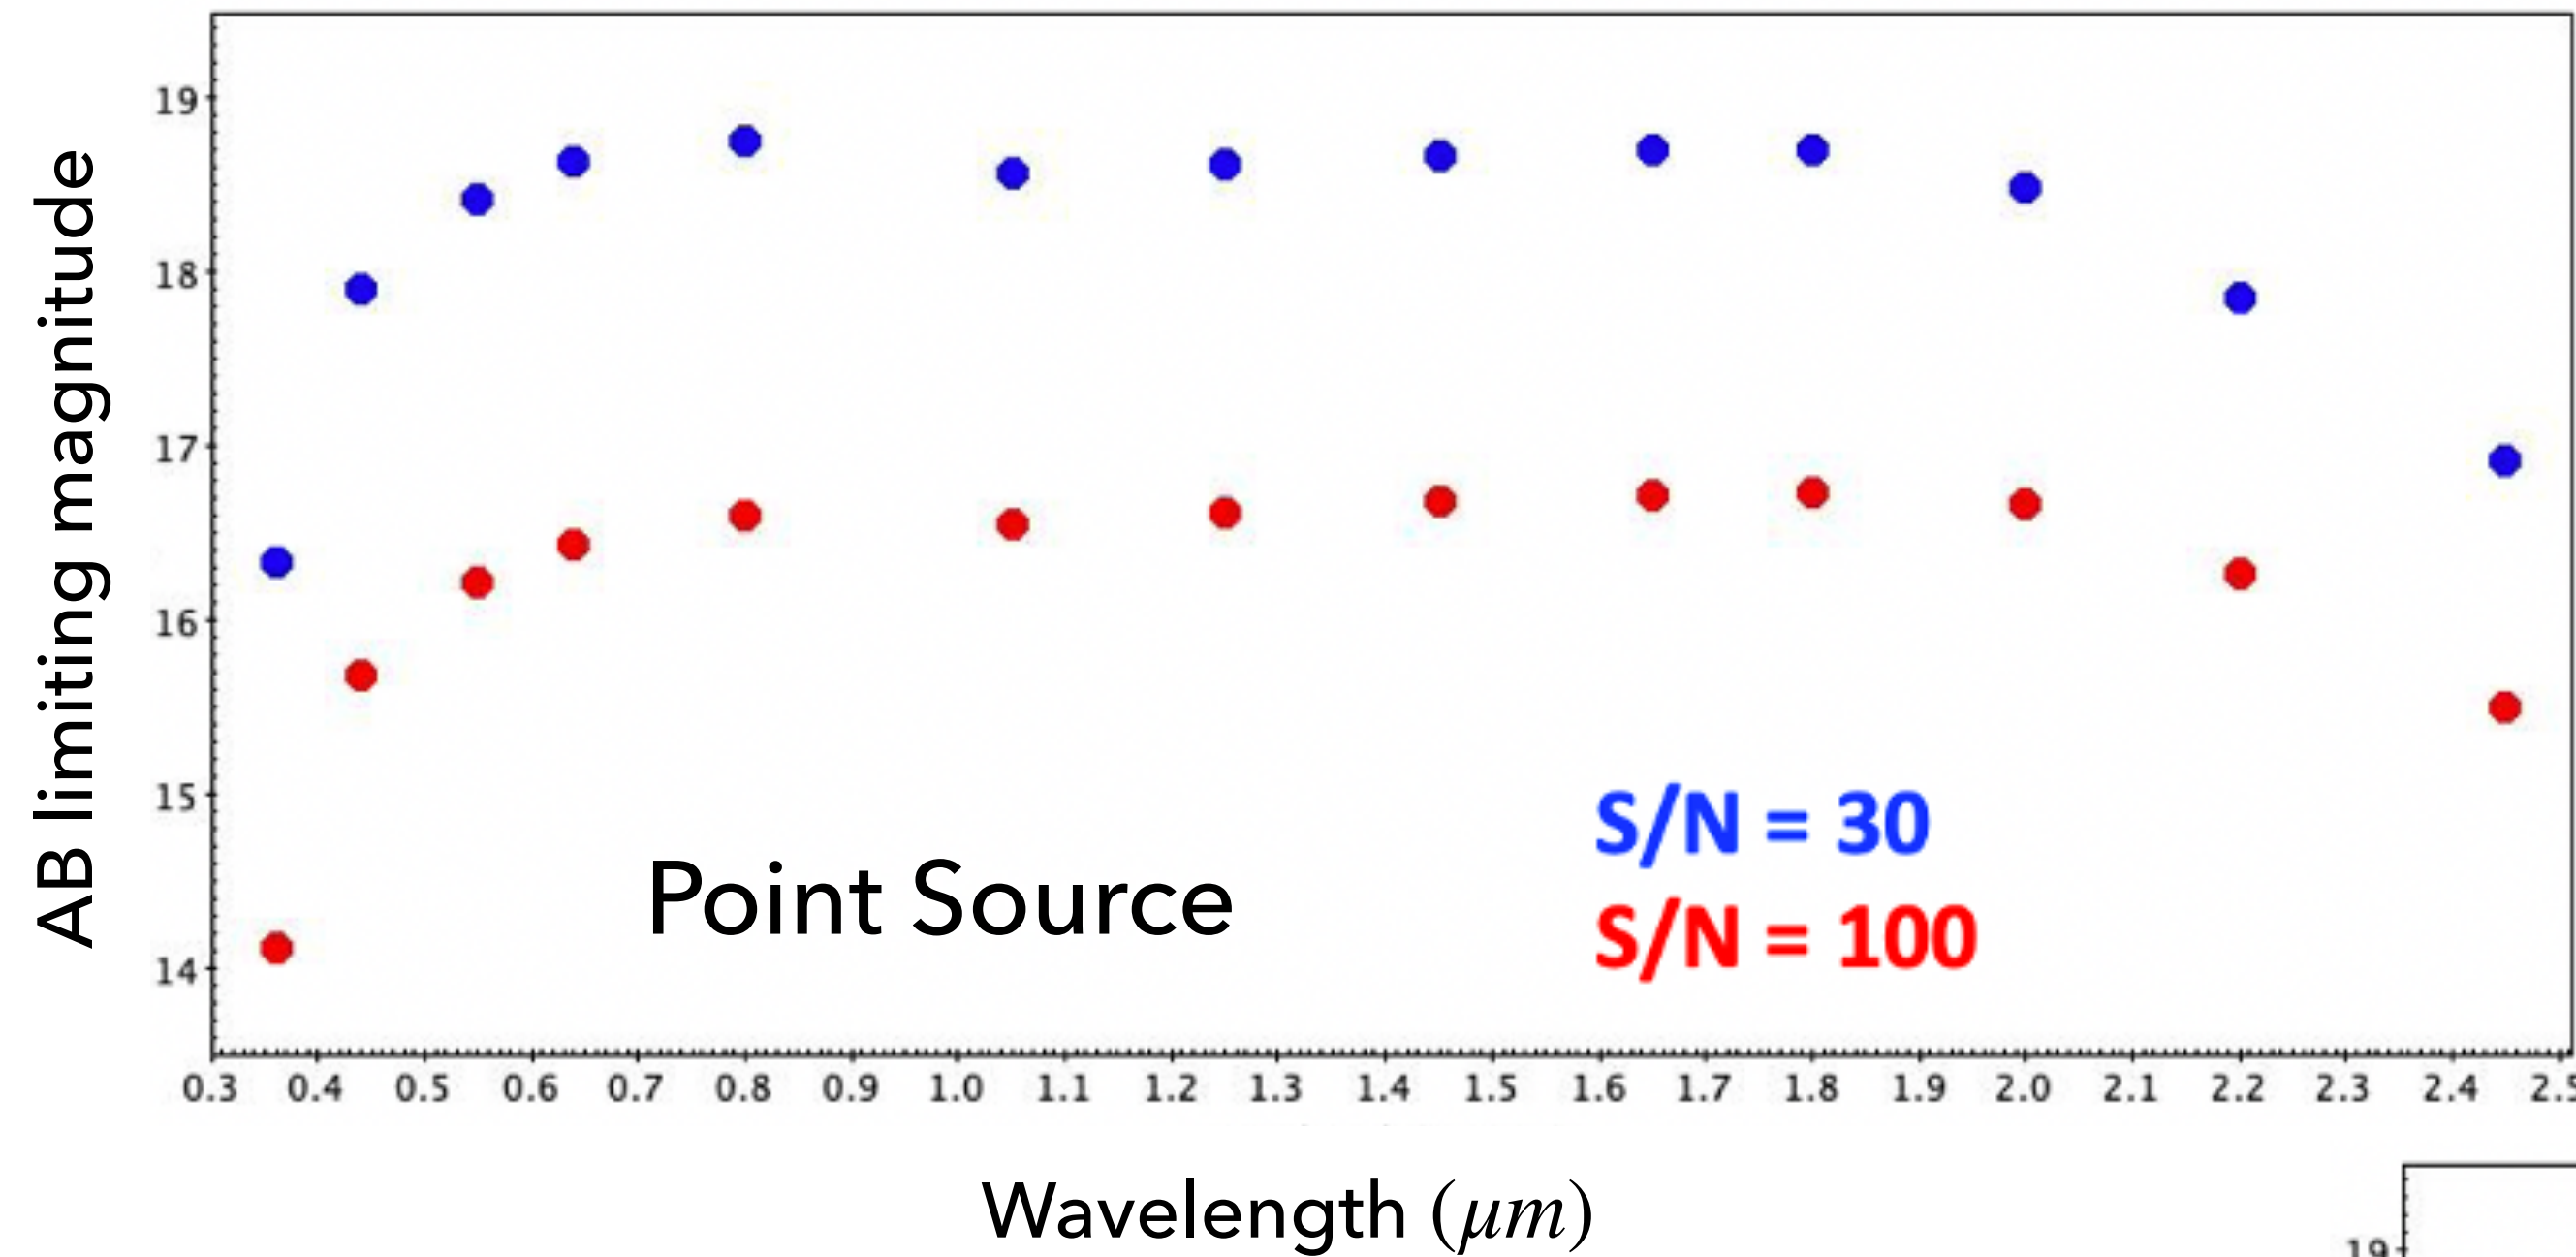 AB limiting magnitude
19
18
17
16
15
14
Point Source
S/N = 30
S/N = 100
0.3 0.4 0.5 0.6 0.7 0.8 0.9 1.0 1.1 1.2 1.3 1.4 1.5 1.6 1.7 1.8 1.9 2.0 2.1 2.2 2.3 2.4 2.5
Wavelength (μm)
19